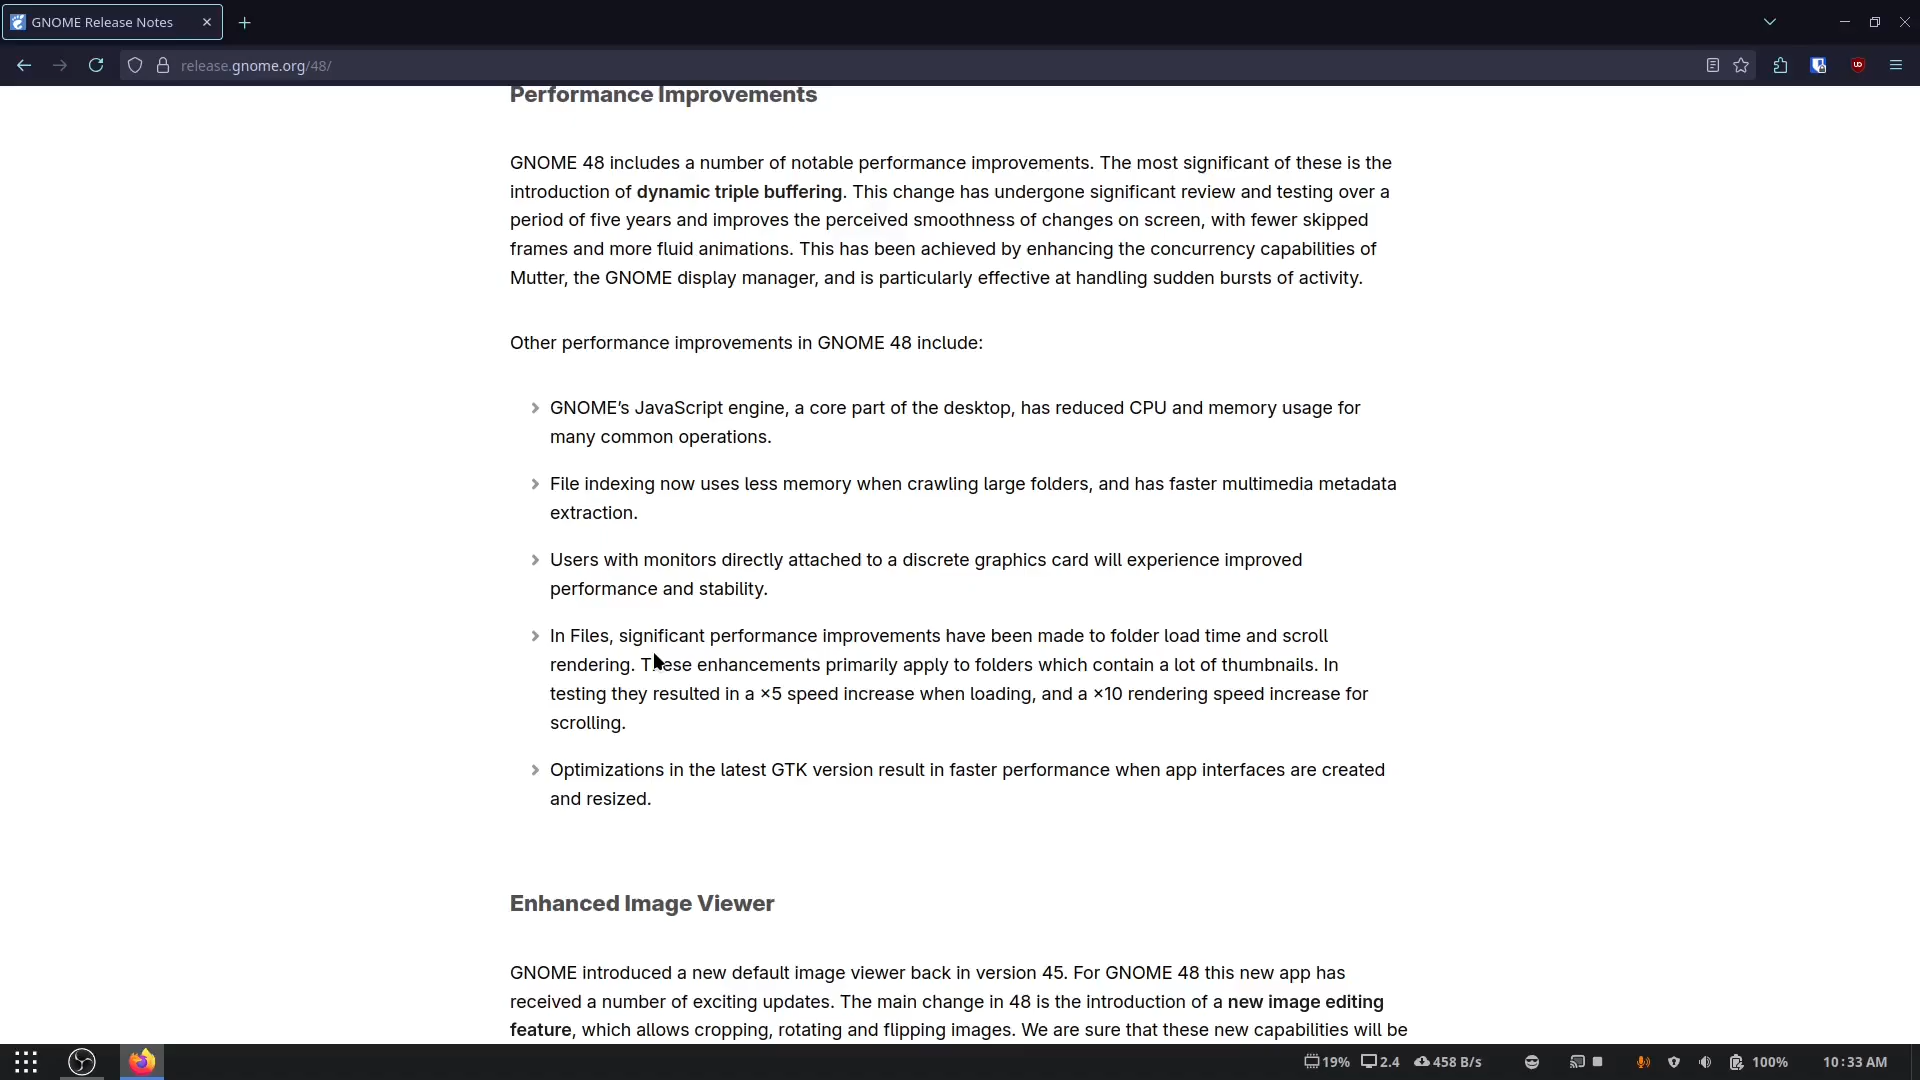 GNOME Release Notes
release.gnome.org/48/
Performance Improvements
GNOME 48 includes a number of notable performance improvements. The most significant of these is the
introduction of dynamic triple buffering. This change has undergone significant review and testing over a
period of five years and improves the perceived smoothness of changes on screen, with fewer skipped
frames and more fluid animations. This has been achieved by enhancing the concurrency capabilities of
Mutter, the GNOME display manager, and is particularly effective at handling sudden bursts of activity.
Other performance improvements in GNOME 48 include:
GNOME’s JavaScript engine, a core part of the desktop, has reduced CPU and memory usage for
many common operations.
File indexing now uses less memory when crawling large folders, and has faster multimedia metadata
extraction.
Users with monitors directly attached to a discrete graphics card will experience improved
performance and stability.
In Files, significant performance improvements have been made to folder load time and scroll
rendering. These enhancements primarily apply to folders which contain a lot of thumbnails. In
testing they resulted in a ×5 speed increase when loading, and a ×10 rendering speed increase for
scrolling.
Optimizations in the latest GTK version result in faster performance when app interfaces are created
and resized.
Enhanced Image Viewer
GNOME introduced a new default image viewer back in version 45. For GNOME 48 this new app has
received a number of exciting updates. The main change in 48 is the introduction of a new image editing
feature, which allows cropping, rotating and flipping images. We are sure that these new capabilities will be
19% 2.4 458 B/s 100% 10:33 AM